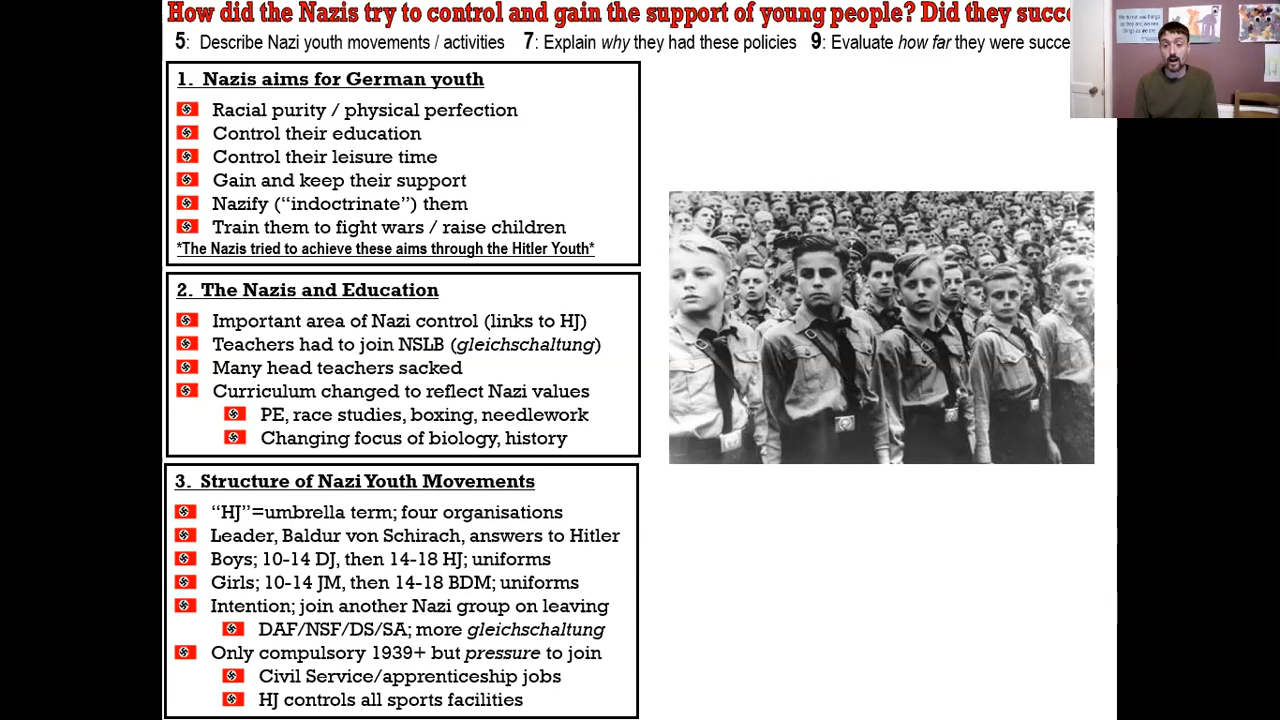 How did the Nazis try to control and gain the support of young people? Did they succe
5: Describe Nazi youth movements / activities 7: Explain why they had these policies 9: Evaluate how far they were succe
1. Nazis aims for German youth
Racial purity / physical perfection
Control their education
Control their leisure time
Gain and keep their support
Nazify (“indoctrinate”) them
Train them to fight wars / raise children
*The Nazis tried to achieve these aims through the Hitler Youth*
2. The Nazis and Education
Important area of Nazi control (links to HJ)
Teachers had to join NSLB (gleichschaltung)
Many head teachers sacked
Curriculum changed to reflect Nazi values
PE, race studies, boxing, needlework
Changing focus of biology, history
3. Structure of Nazi Youth Movements
“HJ”=umbrella term; four organisations
Leader, Baldur von Schirach, answers to Hitler
Boys; 10-14 DJ, then 14-18 HJ; uniforms
Girls; 10-14 JM, then 14-18 BDM; uniforms
Intention; join another Nazi group on leaving
DAF/NSF/DS/SA; more gleichschaltung
Only compulsory 1939+ but pressure to join
Civil Service/apprenticeship jobs
HJ controls all sports facilities